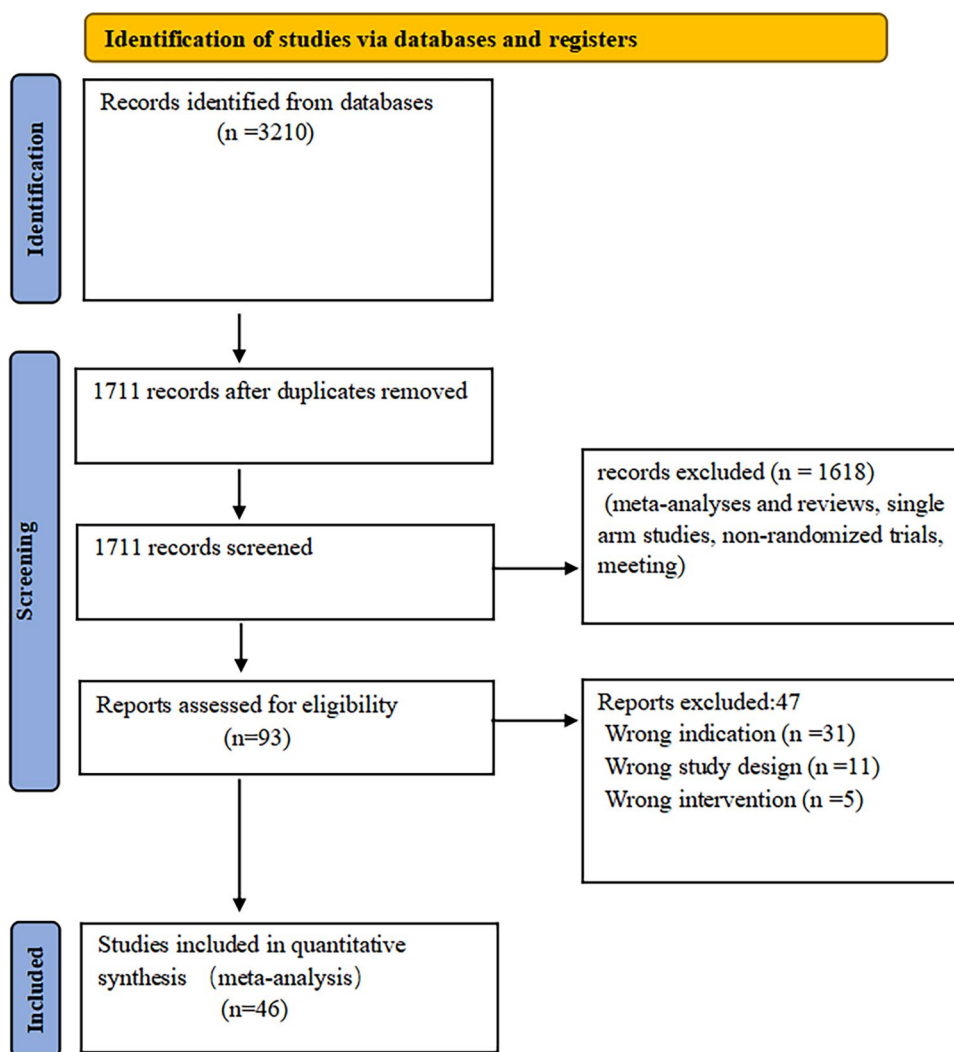 Identification of studies via databases and registers
Identification
Records identified from databases
(n =3210)
Screening
1711 records after duplicates removed
1711 records screened
records excluded (n = 1618)
(meta-analyses and reviews, single
arm studies, non-randomized trials,
meeting)
Reports assessed for eligibility
(n=93)
Reports excluded:47
Wrong indication (n =31)
Wrong study design (n =11)
Wrong intervention (n =5)
Included
Studies included in quantitative
synthesis （meta-analysis）
(n=46)